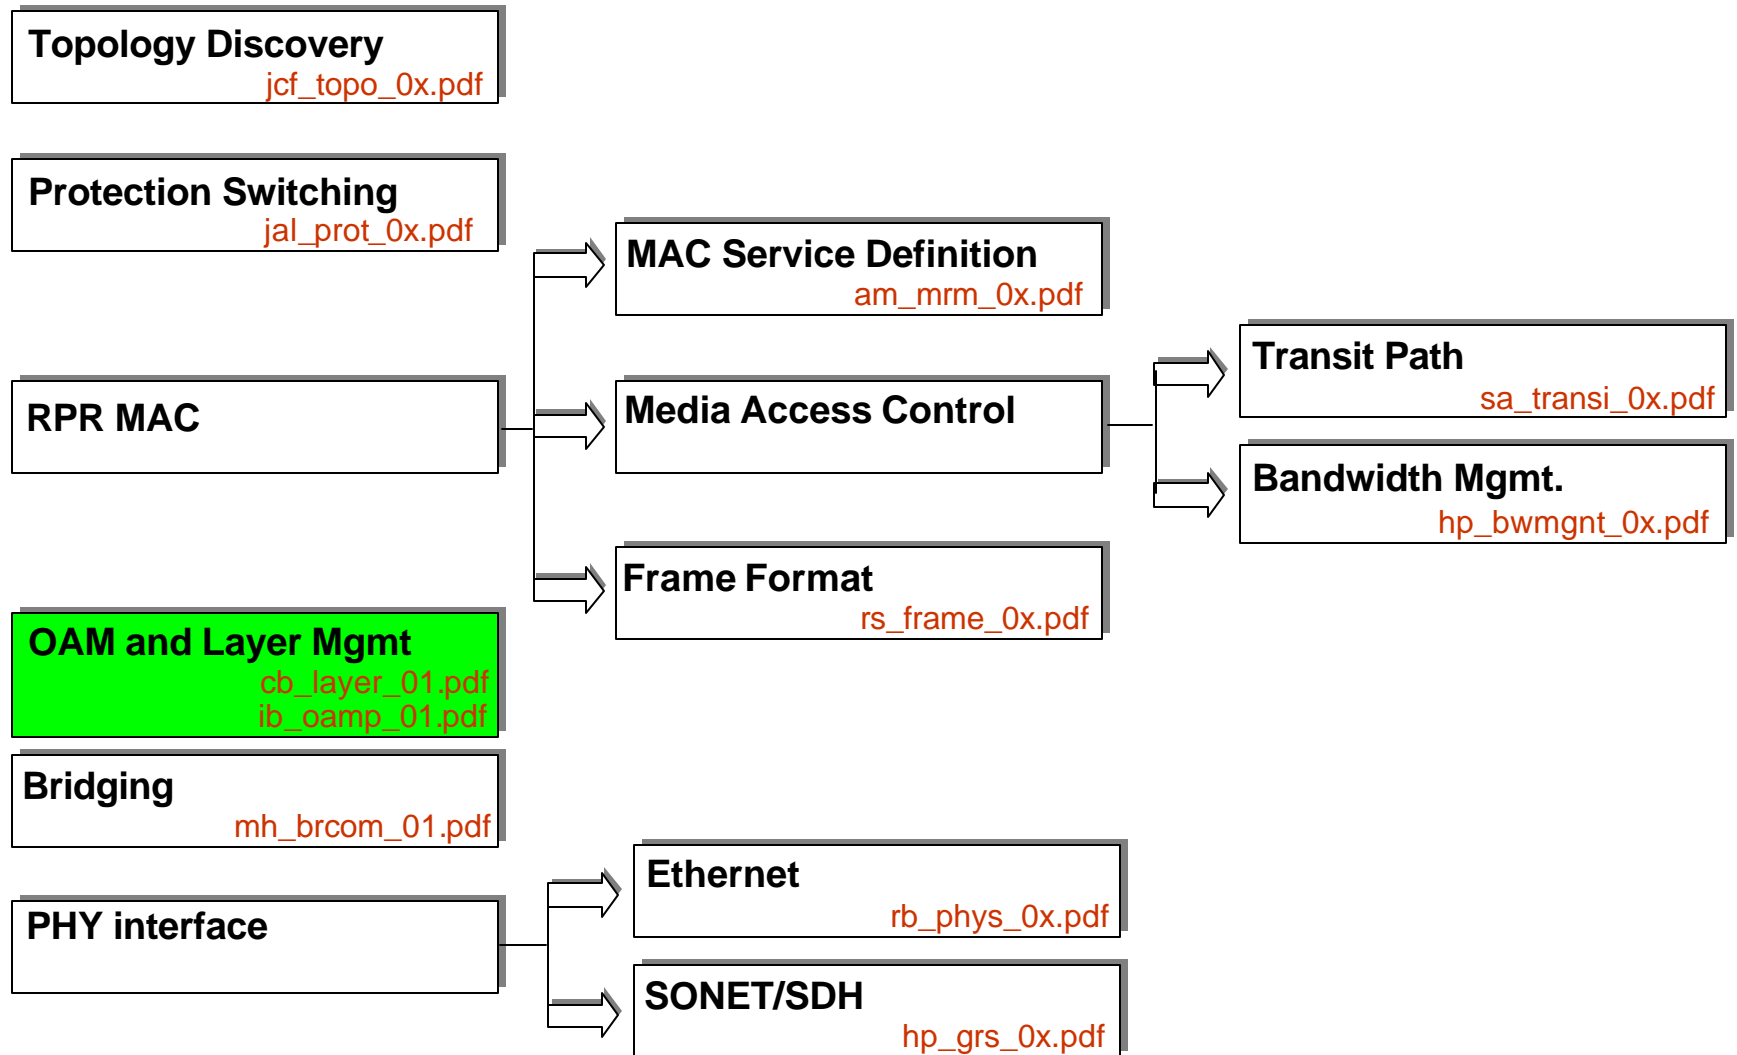 Topology Discovery
jcf_topo_0x.pdf
Protection Switching
jal_prot_0x.pdf
RPR MAC
MAC Service Definition
am_mrm_0x.pdf
Media Access Control
Transit Path
sa_transi_0x.pdf
Bandwidth Mgmt.
hp_bwmgnt_0x.pdf
Frame Format
rs_frame_0x.pdf
OAM and Layer Mgmt
cb_layer_01.pdf
ib_oamp_01.pdf
Bridging
mh_brcom_01.pdf
PHY interface
Ethernet
rb_phys_0x.pdf
SONET/SDH
hp_grs_0x.pdf